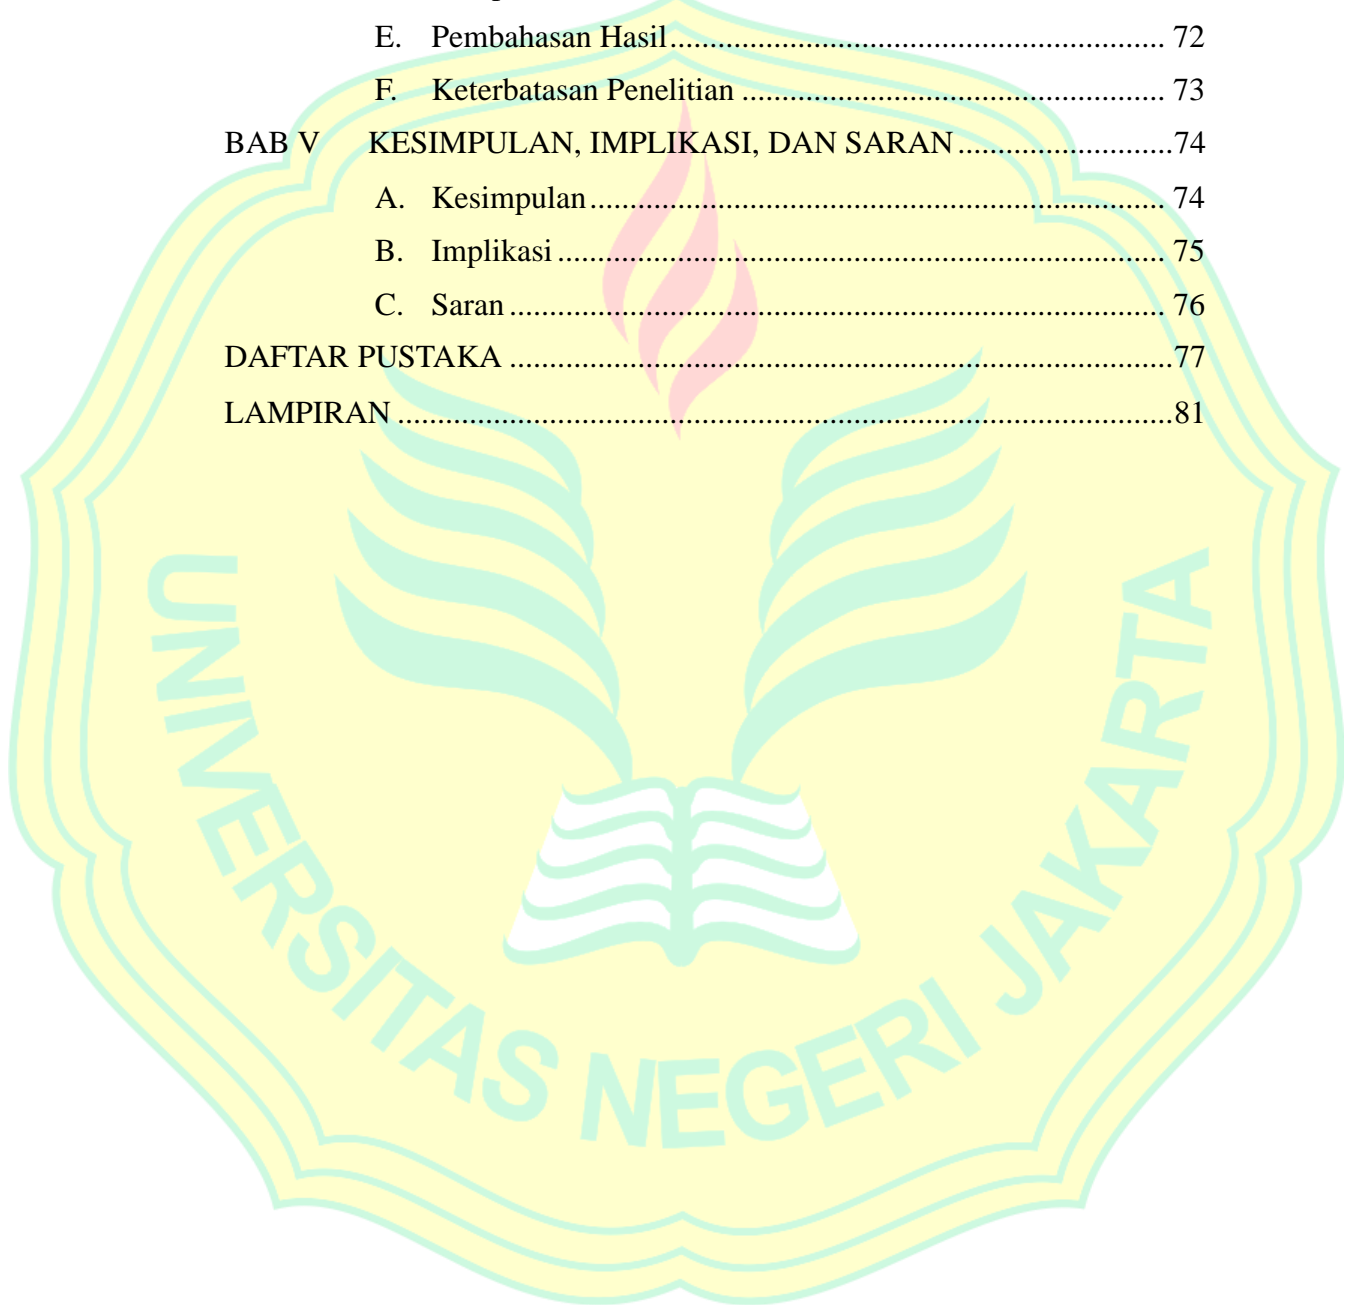 E. Pembahasan Hasil............................................................... 72
F. Keterbatasan Penelitian ...................................................... 73
BAB V KESIMPULAN, IMPLIKASI, DAN SARAN...........................74
A. Kesimpulan......................................................................... 74
B. Implikasi ............................................................................. 75
C. Saran ................................................................................... 76
DAFTAR PUSTAKA ....................................................................................77
LAMPIRAN ..................................................................................................81
UNIVERSITAS NEGERI JAKARTA